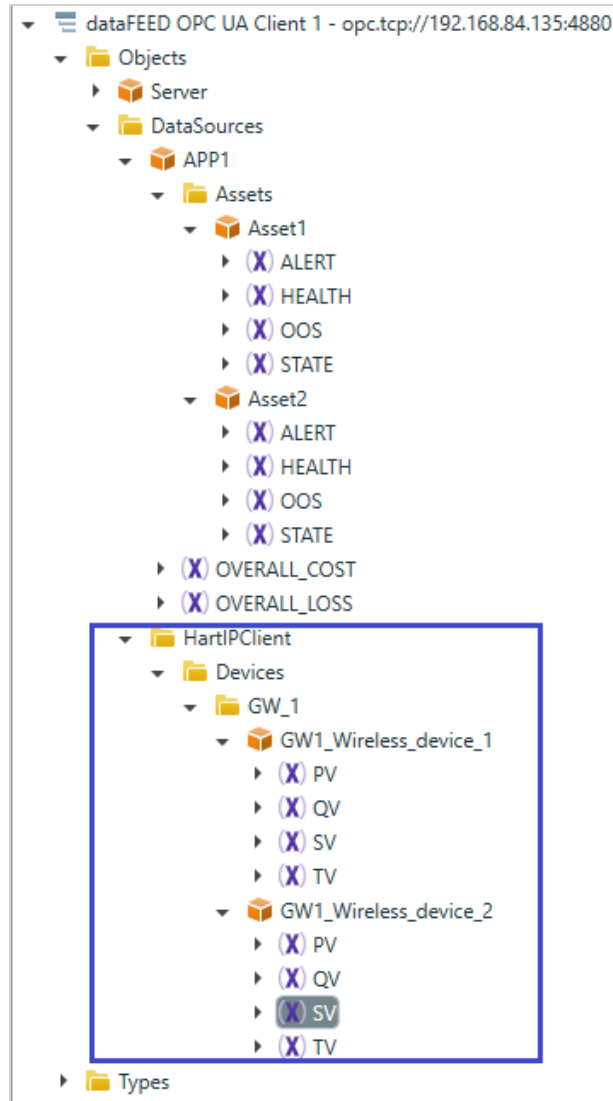 dataFEED OPC UA Client 1 - opc.tcp://192.168.84.135:4880
Objects
Server
DataSources
APP1
Assets
Asset1
(X) ALERT
(X) HEALTH
(X) OOS
(X) STATE
Asset2
(X) ALERT
(X) HEALTH
(X) OOS
(X) STATE
(X) OVERALL_COST
(X) OVERALL_LOSS
HartIPClient
Devices
GW_1
GW1_Wireless_device_1
(X) PV
(X) QV
(X) SV
(X) TV
GW1_Wireless_device_2
(X) PV
(X) QV
(X) SV
(X) TV
Types